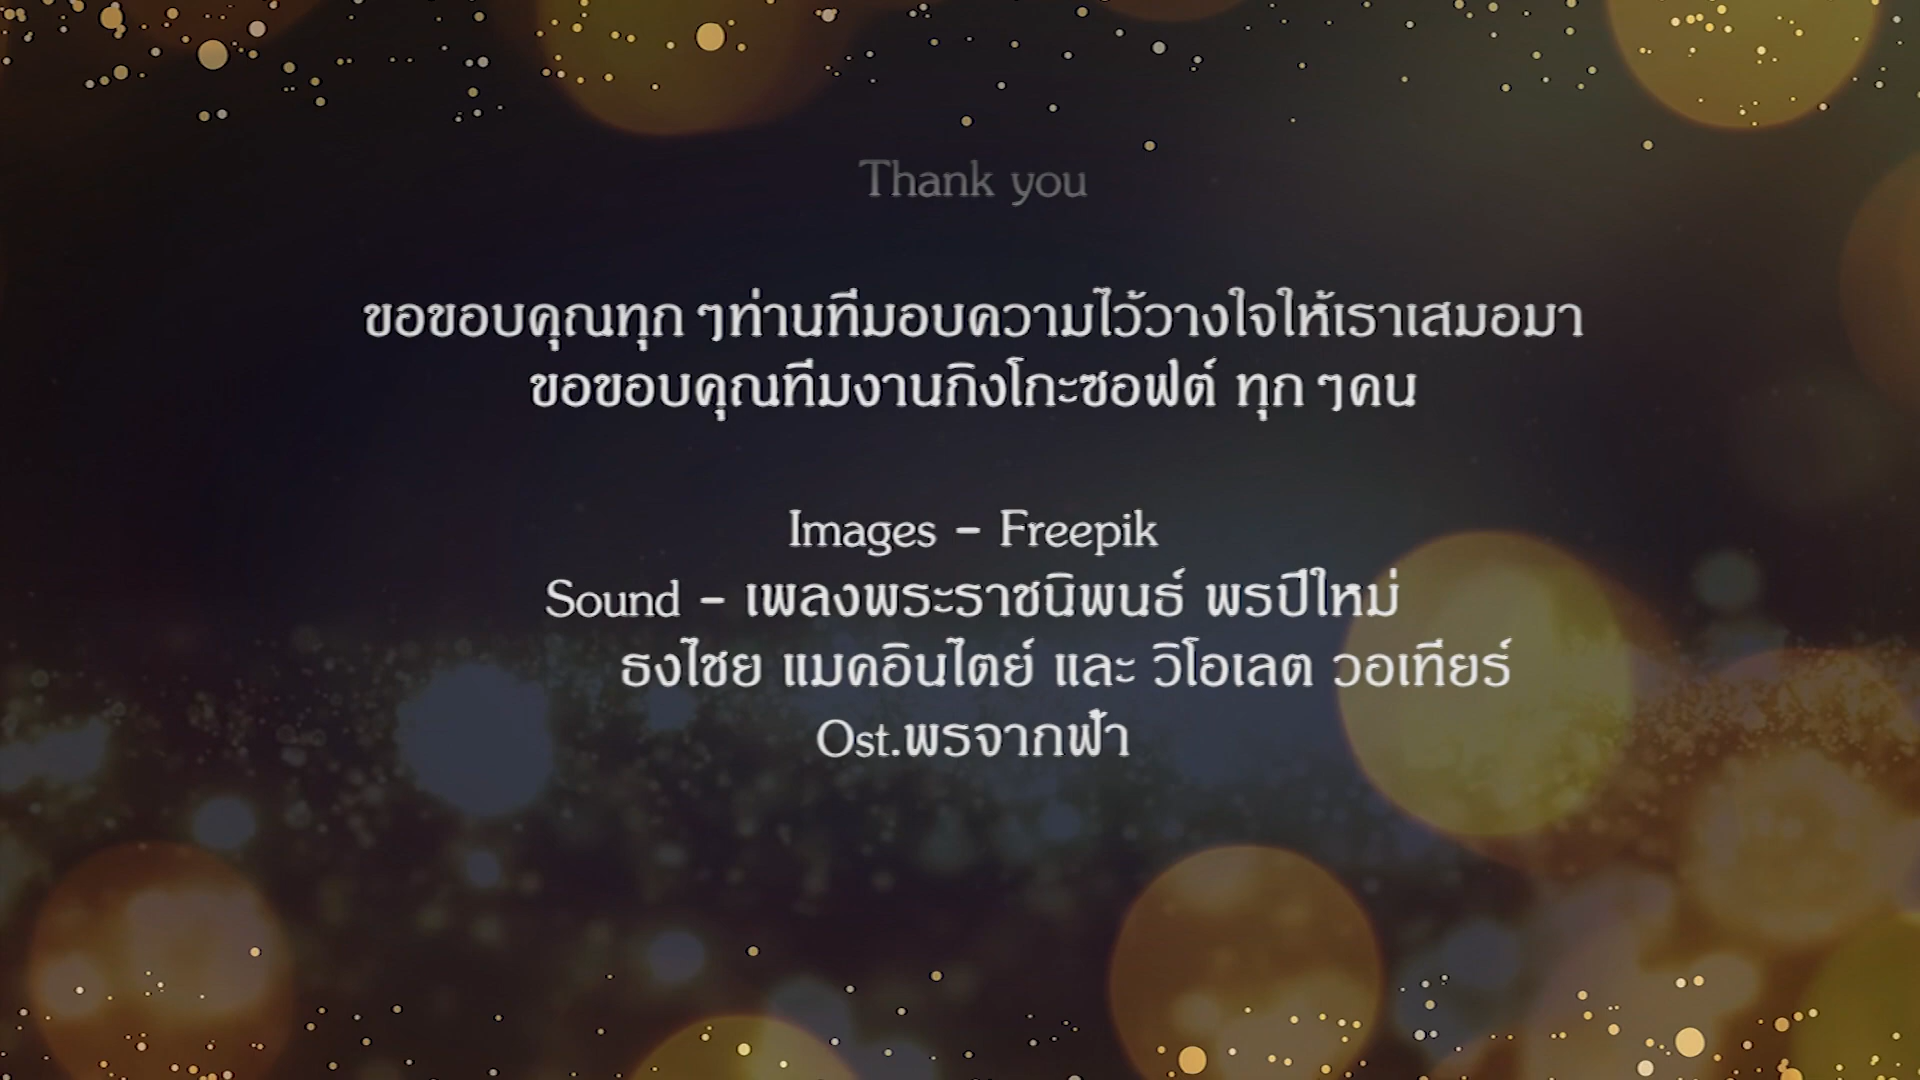 Thank you
ขอขอบคุณทุก ๆท่านที่มอบความไว้วางใจให้เราเสมอมา
ขอขอบคุณทีมงานกิงโกะซอฟต์ ทุก ๆคน
Images - Freepik
Sound - เพลงพระราชนิพนธ์ พรปีใหม่
ธงไชย แมคอินไตย์ และ วิโอเลต วอเทียร์
Ost.พรจากฟ้า